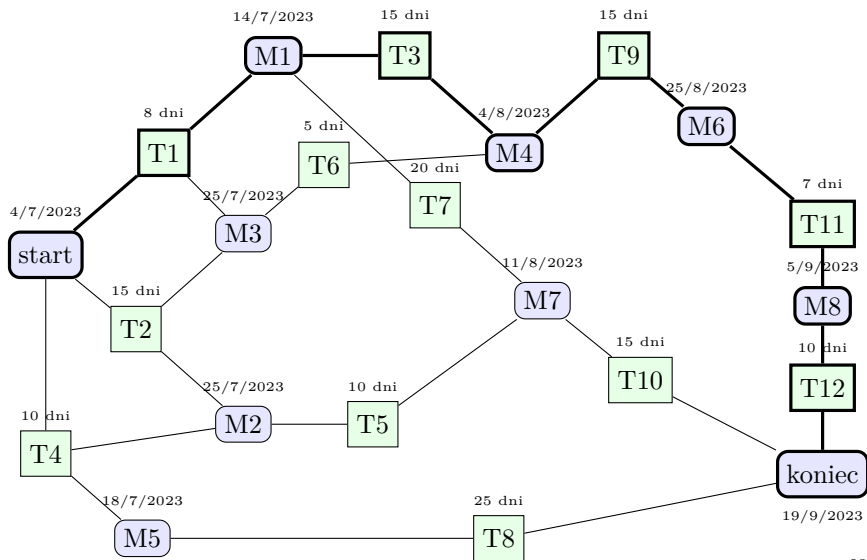 14/7/2023
M1
15 dni
T3
15 dni
T9
8 dni
T1
5 dni
T6
4/8/2023
M4
25/8/2023
M6
4/7/2023
start
25/7/2023
M3
20 dni
T7
7 dni
T11
15 dni
T2
11/8/2023
M7
5/9/2023
M8
25/7/2023
M2
10 dni
T5
15 dni
T10
10 dni
T12
10 dni
T4
18/7/2023
M5
25 dni
T8
koniec
19/9/2023